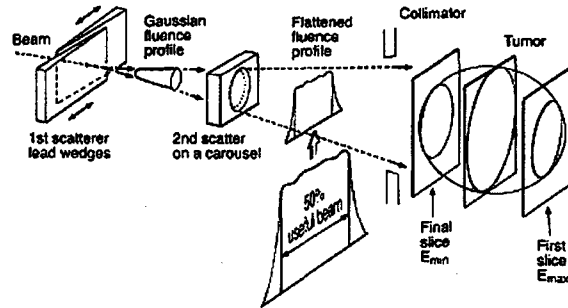 Beam
Gaussian
fluence
profile
Flattened
fluence
profile
Collimator
Tumor
1st scatterer
lead wedges
2nd scatter
on a carousel
50%
useful beam
Final
slice
Emin
First
slice
Emax